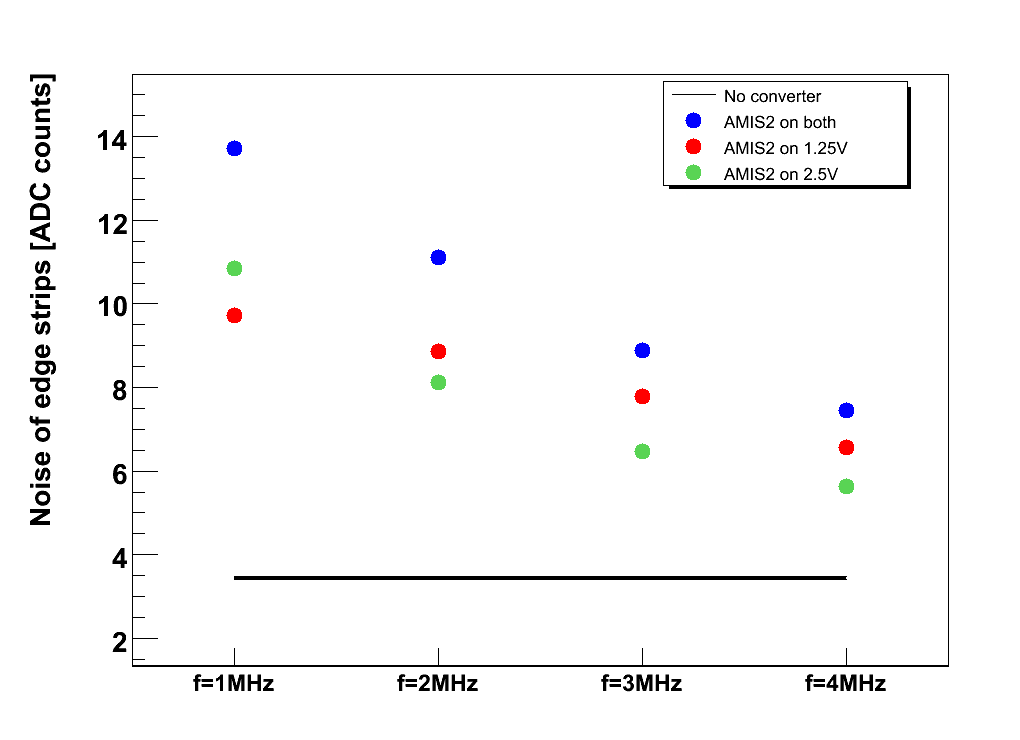 Noise of edge strips [ADC counts]
14
12
10
8
6
4
2
No converter
AMIS2 on both
AMIS2 on 1.25V
AMIS2 on 2.5V
f=1MHz f=2MHz f=3MHz f=4MHz